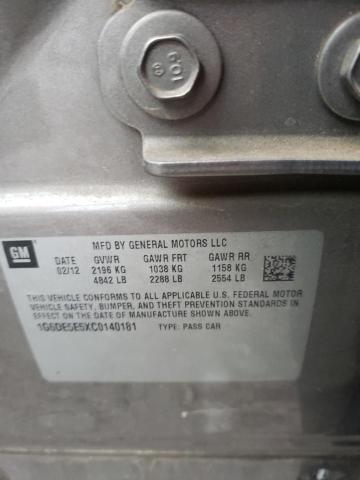 10.9
GM
MFD BY GENERAL MOTORS LLC
DATE GVWR GAWR FRT GAWR RR
02/12 2196 KG 1038 KG 1158 KG
4842 LB 2288 LB 2554 LB
THIS VEHICLE CONFORMS TO ALL APPLICABLE U.S. FEDERAL MOTOR
VEHICLE SAFETY, BUMPER, AND THEFT PREVENTION STANDARDS IN
EFFECT ON THE DATE OF MANUFACTURE SHOWN ABOVE.
1G6DE5E5XC0140181 TYPE: PASS CAR